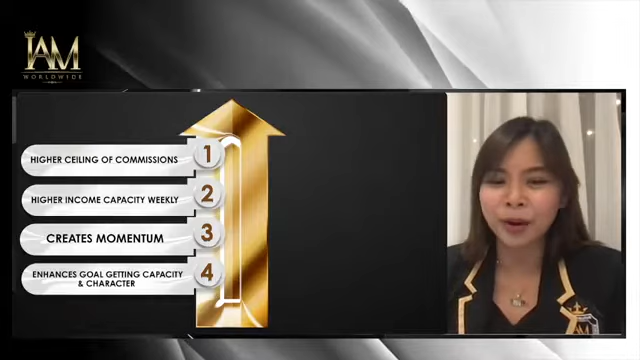 IAM
WORLDWIDE
HIGHER CEILING OF COMMISSIONS 1
HIGHER INCOME CAPACITY WEEKLY 2
CREATES MOMENTUM 3
ENHANCES GOAL GETTING CAPACITY
& CHARACTER 4